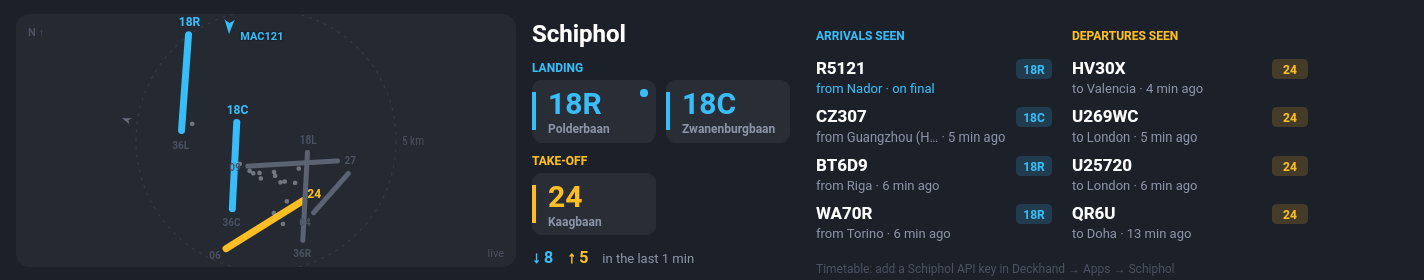 N ↑
18R
MAC121
18C
36L
18L
5 km
09
27
24
36C
06
36R
live
Schiphol
LANDING
18R
Polderbaan
18C
Zwanenburgbaan
TAKE-OFF
24
Kaagbaan
↓ 8 ↑ 5 in the last 1 min
ARRIVALS SEEN
R5121 18R
from Nador · on final
CZ307 18C
from Guangzhou (H… · 5 min ago
BT6D9 18R
from Riga · 6 min ago
WA70R 18R
from Torino · 6 min ago
DEPARTURES SEEN
HV30X 24
to Valencia · 4 min ago
U269WC 24
to London · 5 min ago
U25720 24
to London · 6 min ago
QR6U 24
to Doha · 13 min ago
Timetable: add a Schiphol API key in Deckhand → Apps → Schiphol